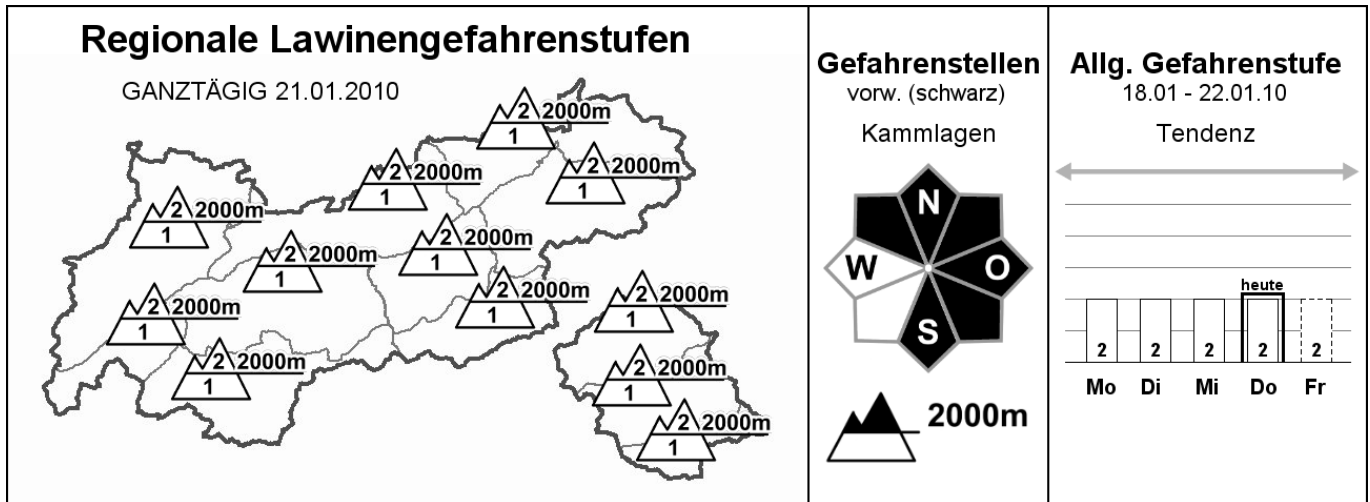 Regionale Lawinengefahrenstufen
GANZTÄGIG 21.01.2010
2 2000m
1
2 2000m
1
2 2000m
1
2 2000m
1
2 2000m
1
2 2000m
1
2 2000m
1
2 2000m
1
2 2000m
1
2 2000m
1
2 2000m
1
2 2000m
1
Gefahrenstellen
vorw. (schwarz)
Kammlagen
N
W O
S
2000m
Allg. Gefahrenstufe
18.01 - 22.01.10
Tendenz
heute
2 2 2 2 2
Mo Di Mi Do Fr